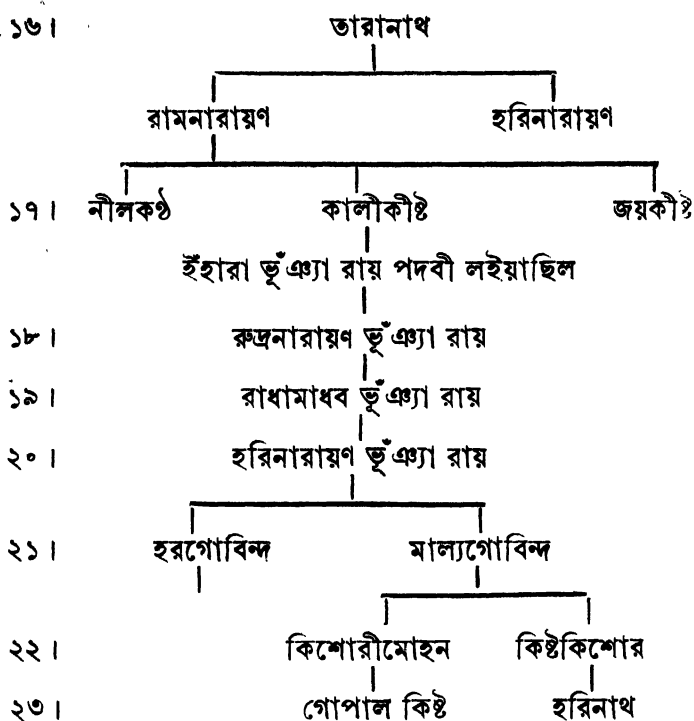 ১৬। তারানাথ
রামনারায়ণ হরিনারায়ণ
১৭। নীলকণ্ঠ কালীকীষ্ট জয়কীষ্ট
ইঁহারা ভূঁঞ্যা রায় পদবী লইয়াছিল
১৮। রুদ্রনারায়ণ ভূঁঞ্যা রায়
১৯। রাধামাধব ভূঁঞ্যা রায়
২০। হরিনারায়ণ ভূঁঞ্যা রায়
২১। হরগোবিন্দ মাল্যগোবিন্দ
২২। কিশোরীমোহন কিষ্টকিশোর
২৩। গোপাল কিষ্ট হরিনাথ